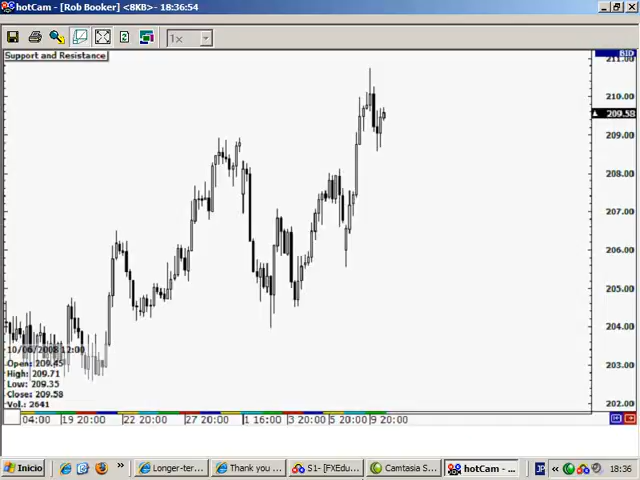 hotCam - [Rob Booker] <8KB> - 18:36:54
1x
Support and Resistance
BID
211.00
210.00
209.58
209.00
208.00
207.00
206.00
205.00
204.00
203.00
202.00
10/06/2008 12:00
Open: 209.45
High: 209.71
Low: 209.35
Close: 209.58
Vol.: 2641
04:00 19 20:00 22 20:00 27 20:00 1 16:00 3 20:00 5 20:00 9 20:00
Inicio » Longer-ter... Thank you ... S1- [FXEdu... Camtasia S... hotCam - ... JP « 18:36